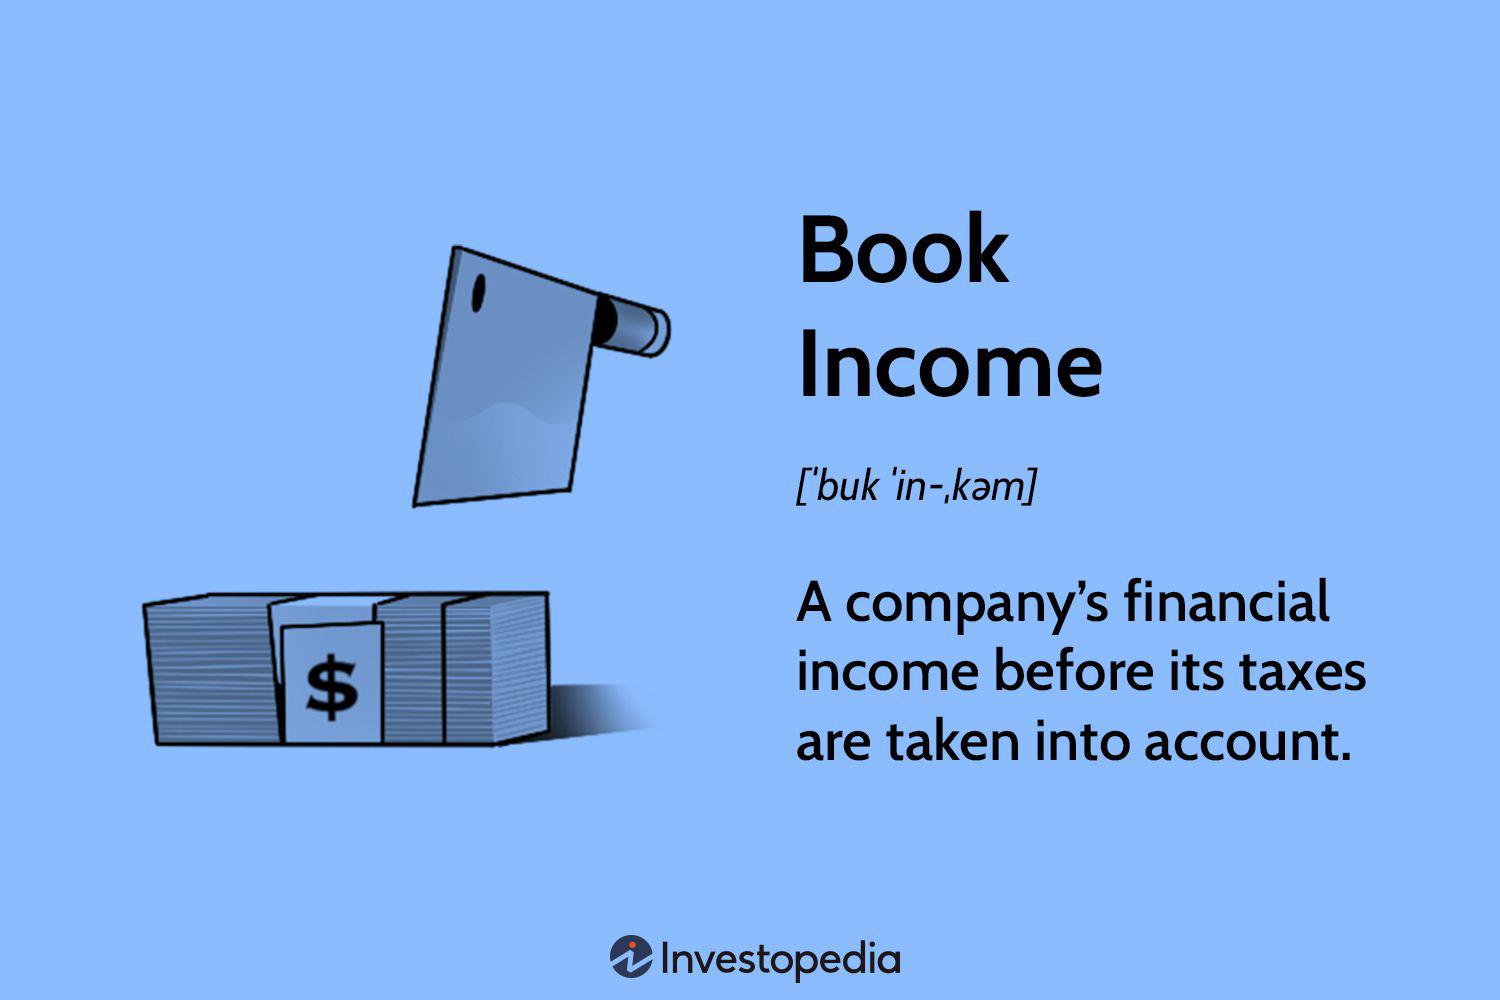 Book
Income
[ˈbuk ˈin-ˌkəm]
A company’s financial
income before its taxes
are taken into account.
$
Investopedia